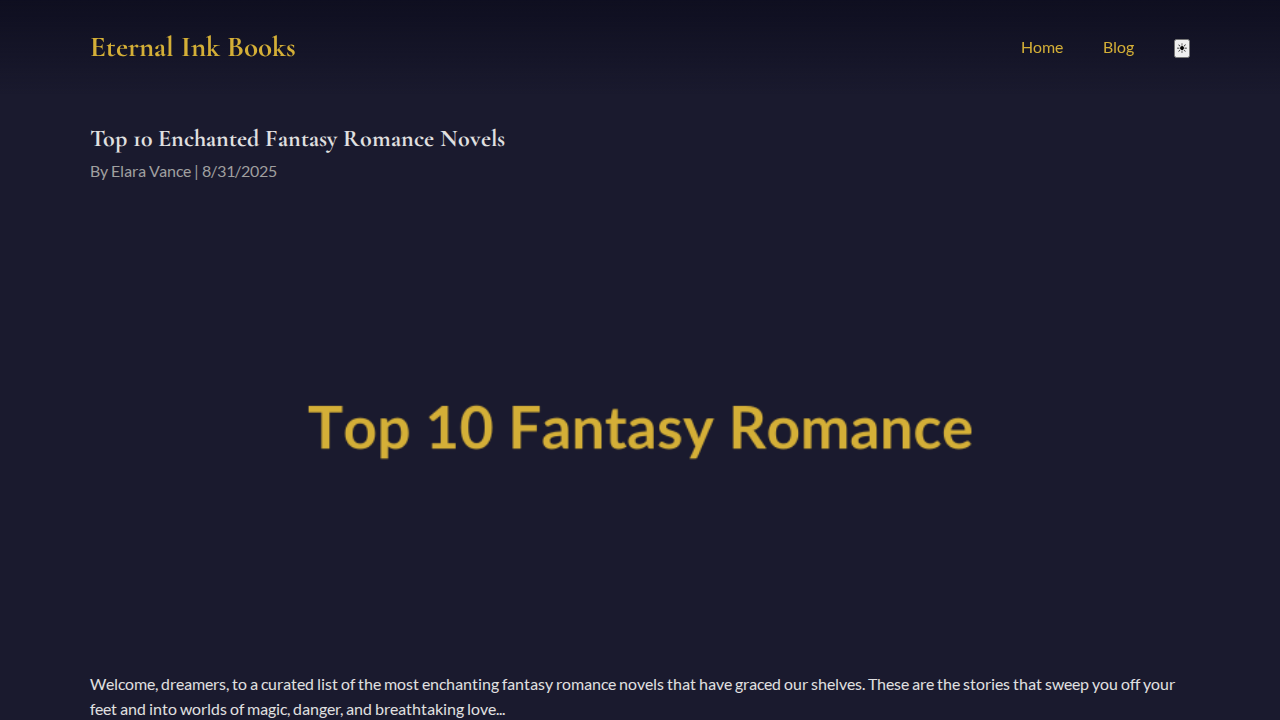 Eternal Ink Books
Home
Blog
☀
Top 10 Enchanted Fantasy Romance Novels
By Elara Vance | 8/31/2025
Top 10 Fantasy Romance
Welcome, dreamers, to a curated list of the most enchanting fantasy romance novels that have graced our shelves. These are the stories that sweep you off your
feet and into worlds of magic, danger, and breathtaking love...